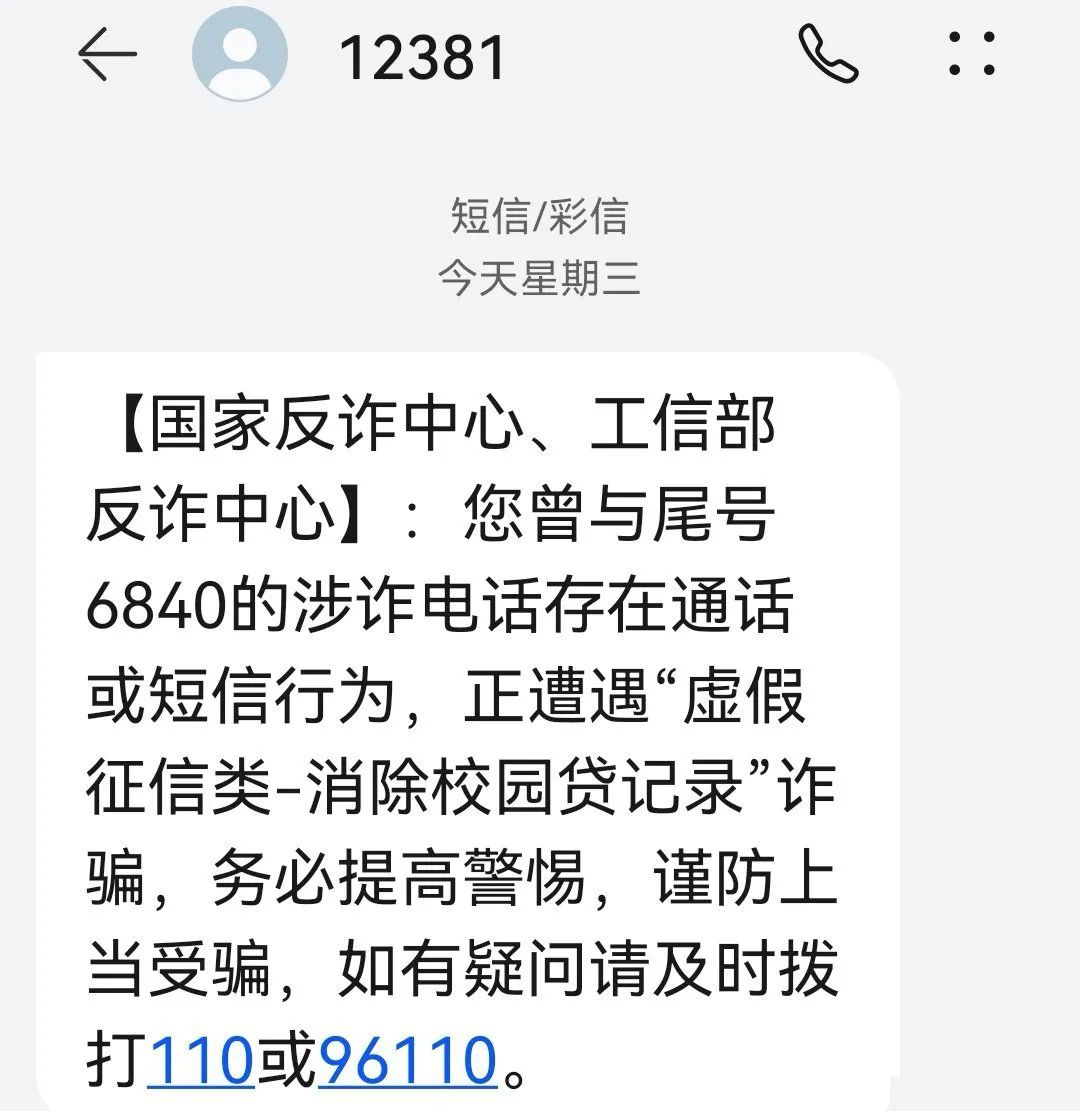 12381
短信/彩信
今天星期三
【国家反诈中心、工信部
反诈中心】:您曾与尾号
6840的涉诈电话存在通话
或短信行为,正遭遇“虚假
征信类-消除校园贷记录”诈
骗,务必提高警惕,谨防上
当受骗,如有疑问请及时拨
打110或96110。